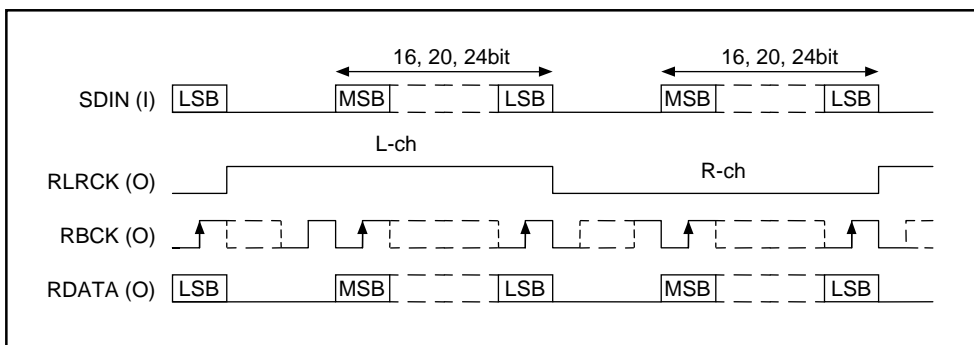 16, 20, 24bit 16, 20, 24bit
SDIN (I) LSB MSB LSB MSB LSB
L-ch
RLRCK (O) R-ch
RBCK (O)
RDATA (O) LSB MSB LSB MSB LSB